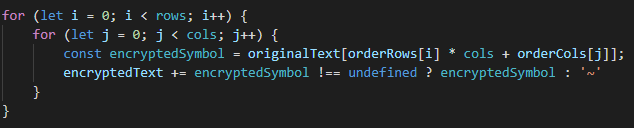 for (let i = 0; i < rows; i++) {
    for (let j = 0; j < cols; j++) {
        const encryptedSymbol = originalText[orderRows[i] * cols + orderCols[j]];
        encryptedText += encryptedSymbol !== undefined ? encryptedSymbol : '~'
    }
}